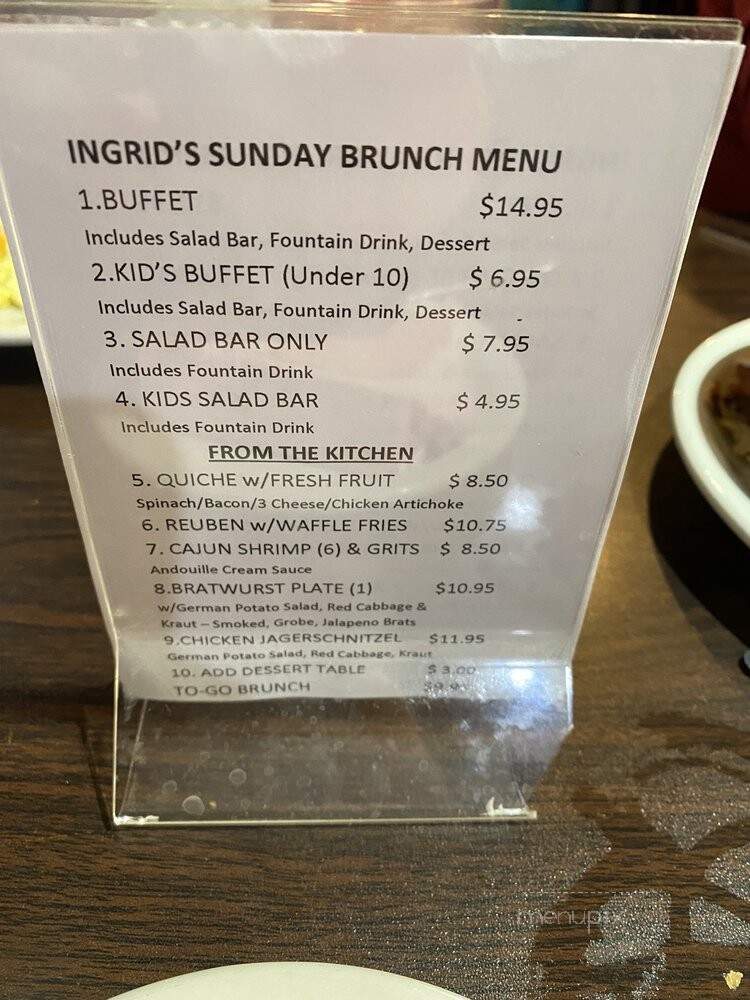 INGRID'S SUNDAY BRUNCH MENU
1.BUFFET $14.95
Includes Salad Bar, Fountain Drink, Dessert
2.KID'S BUFFET (Under 10) $ 6.95
Includes Salad Bar, Fountain Drink, Dessert
3. SALAD BAR ONLY $ 7.95
Includes Fountain Drink
4. KIDS SALAD BAR $ 4.95
Includes Fountain Drink
FROM THE KITCHEN
5. QUICHE w/FRESH FRUIT $ 8.50
Spinach/Bacon/3 Cheese/Chicken Artichoke
6. REUBEN w/WAFFLE FRIES $10.75
7. CAJUN SHRIMP (6) & GRITS $ 8.50
Andouille Cream Sauce
8.BRATWURST PLATE (1) $10.95
w/German Potato Salad, Red Cabbage &
Kraut – Smoked, Grobe, Jalapeno Brats
9.CHICKEN JAGERSCHNITZEL $11.95
German Potato Salad, Red Cabbage, Kraut
10. ADD DESSERT TABLE $ 3.00
TO-GO BRUNCH